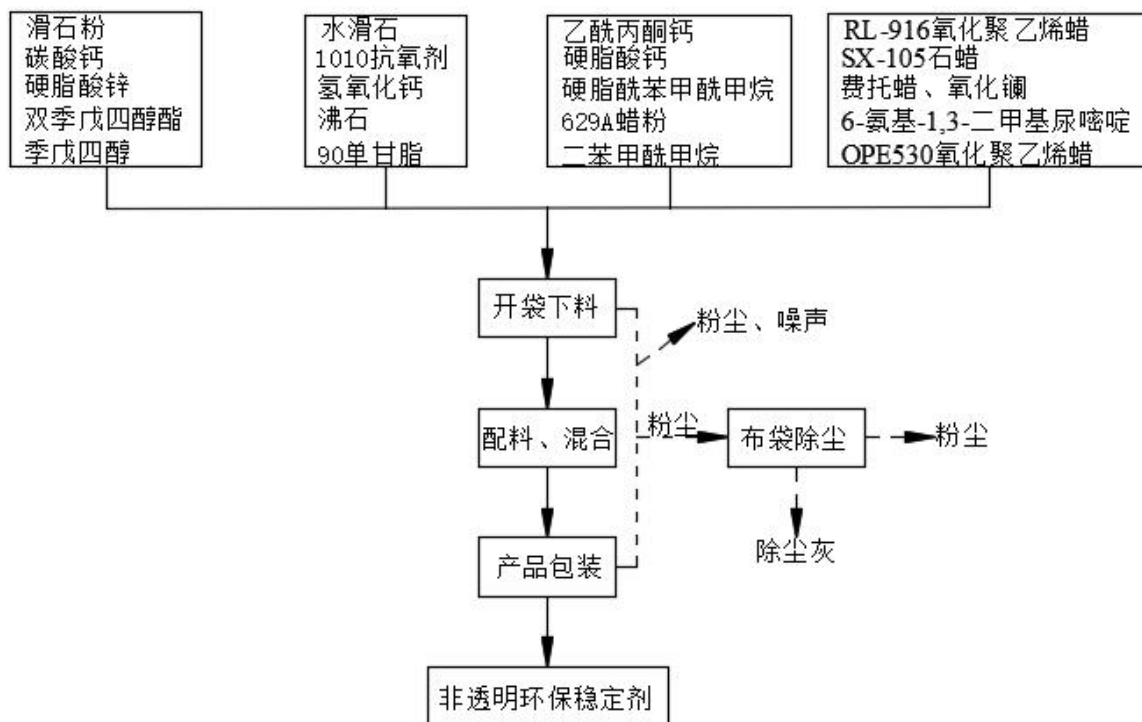 滑石粉
碳酸钙
硬脂酸锌
双季戊四醇酯
季戊四醇
水滑石
1010抗氧剂
氢氧化钙
沸石
90单甘脂
乙酰丙酮钙
硬脂酸钙
硬脂酰苯甲酰甲烷
629A蜡粉
二苯甲酰甲烷
RL-916氧化聚乙烯蜡
SX-105石蜡
费托蜡、氧化镧
6-氨基-1,3-二甲基尿嘧啶
OPE530氧化聚乙烯蜡
开袋下料
粉尘、噪声
配料、混合
粉尘
布袋除尘
粉尘
产品包装
除尘灰
非透明环保稳定剂